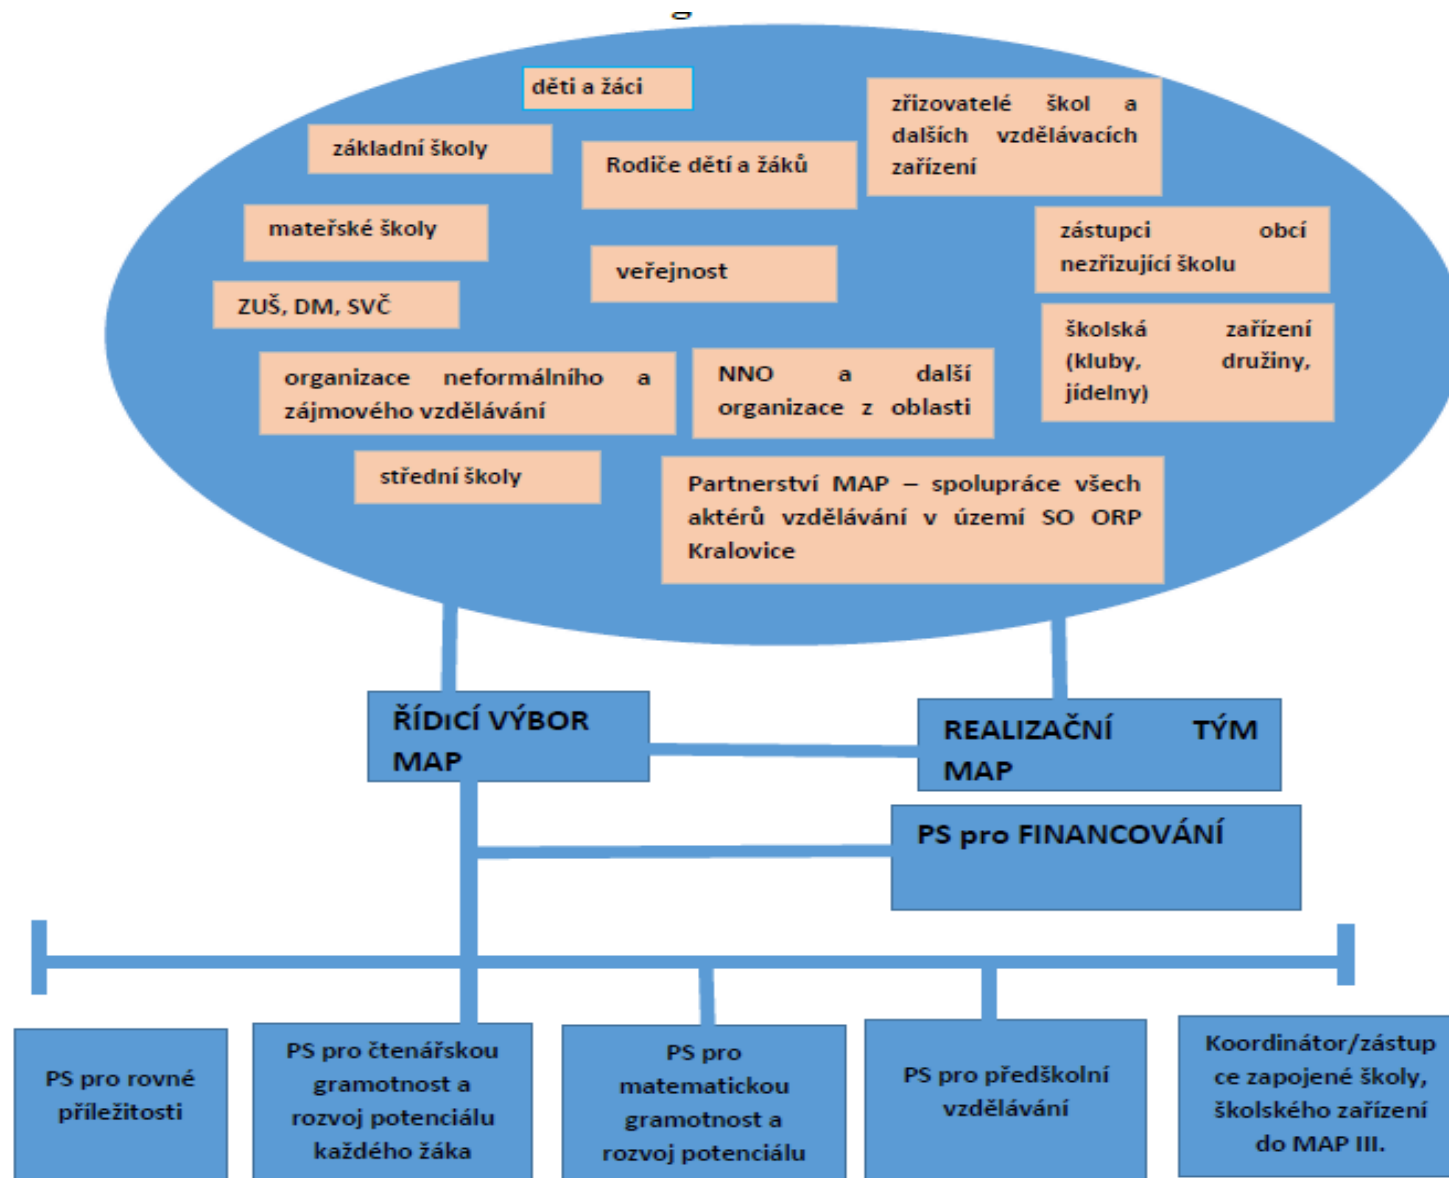 děti a žáci
zřizovatelé škol a
dalších vzdělávacích
zařízení
základní školy
Rodiče dětí a žáků
mateřské školy
zástupci obcí
nezřizující školu
veřejnost
ZUŠ, DM, SVČ
školská zařízení
(kluby, družiny,
jídelny)
organizace neformálního a
zájmového vzdělávání
NNO a další
organizace z oblasti
střední školy
Partnerství MAP – spolupráce všech
aktérů vzdělávání v území SO ORP
Kralovice
ŘÍDICÍ VÝBOR
MAP
REALIZAČNÍ TÝM
MAP
PS pro FINANCOVÁNÍ
PS pro rovné
příležitosti
PS pro čtenářskou
gramotnost a
rozvoj potenciálu
každého žáka
PS pro
matematickou
gramotnost a
rozvoj potenciálu
PS pro předškolní
vzdělávání
Koordinátor/zástup
ce zapojené školy,
školského zařízení
do MAP III.